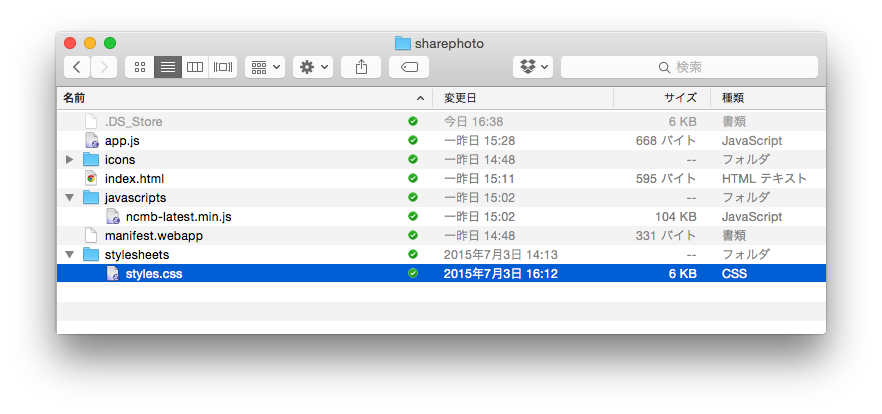 sharephoto
検索
名前 変更日 サイズ 種類
.DS_Store 今日 16:38 6 KB 書類
app.js 一昨日 15:28 668 バイト JavaScript
icons 一昨日 14:48 -- フォルダ
index.html 一昨日 15:11 595 バイト HTML テキスト
javascripts 一昨日 15:02 -- フォルダ
ncmb-latest.min.js 一昨日 15:02 104 KB JavaScript
manifest.webapp 一昨日 14:48 331 バイト 書類
stylesheets 2015年7月3日 14:13 -- フォルダ
styles.css 2015年7月3日 16:12 6 KB CSS